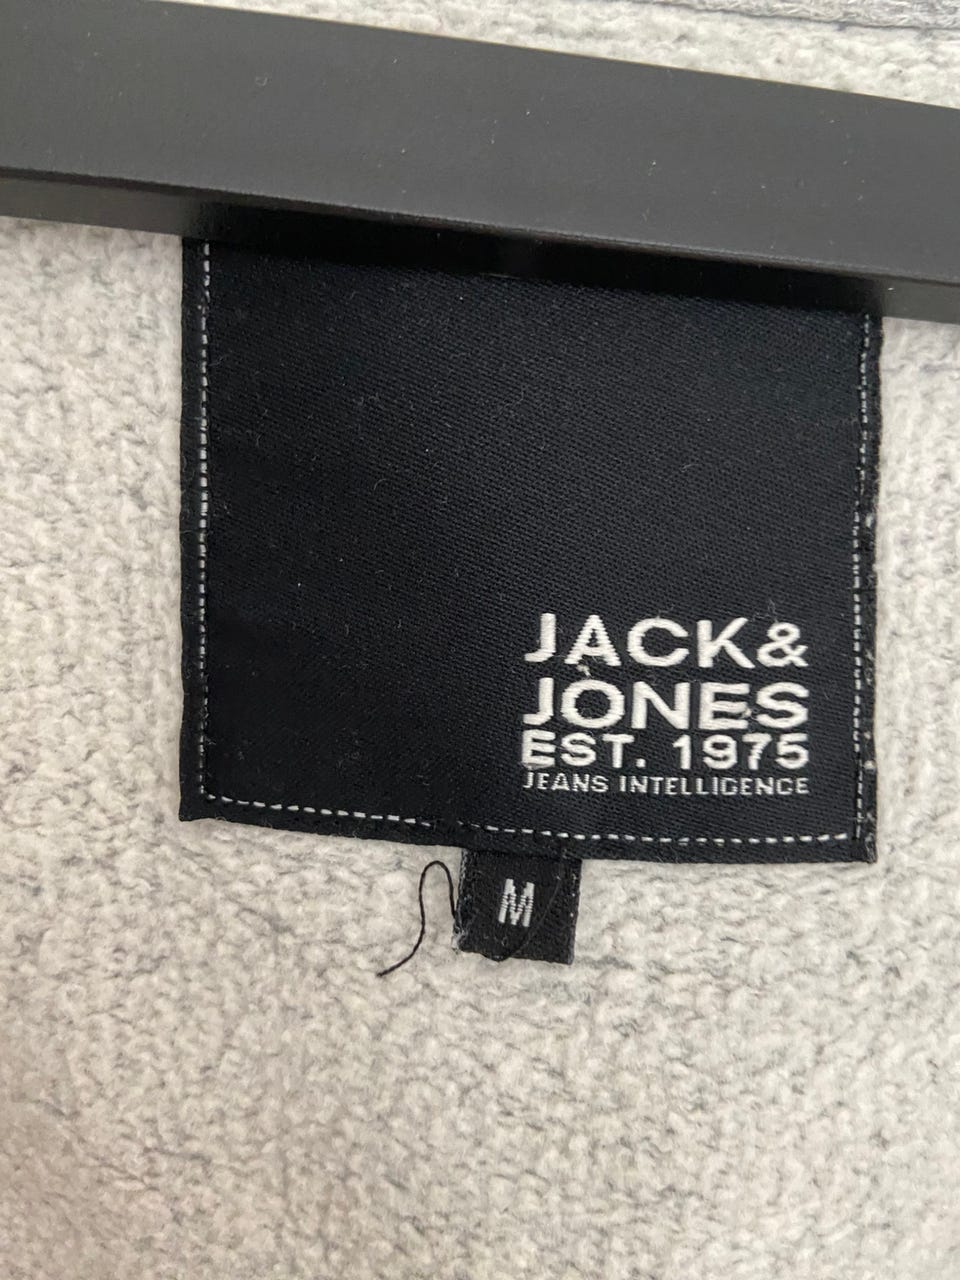 JACK&
JONES
EST. 1975
JEANS INTELLIGENCE
M